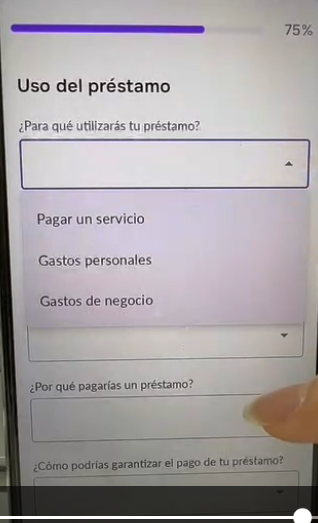 75%
Uso del préstamo
¿Para qué utilizarás tu préstamo?
Pagar un servicio
Gastos personales
Gastos de negocio
¿Por qué pagarías un préstamo?
¿Cómo podrías garantizar el pago de tu préstamo?